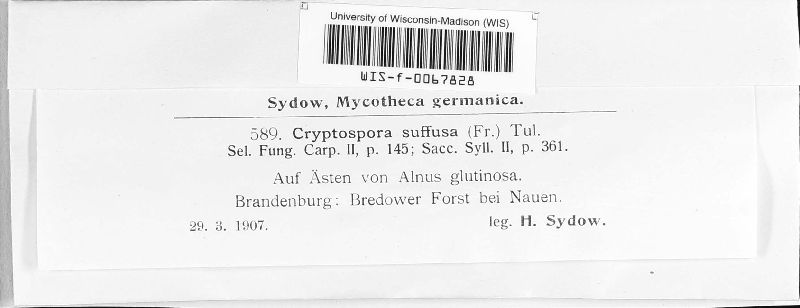 University of Wisconsin-Madison (WIS)
WIS-f-0067828
Sydow, Mycotheca germanica.
589. Cryptospora suffusa (Fr.) Tul.
Sel. Fung. Carp. II, p. 145; Sacc. Syll. II, p. 361.
Auf Ästen von Alnus glutinosa.
Brandenburg: Bredower Forst bei Nauen.
29. 3. 1907. leg. H. Sydow.